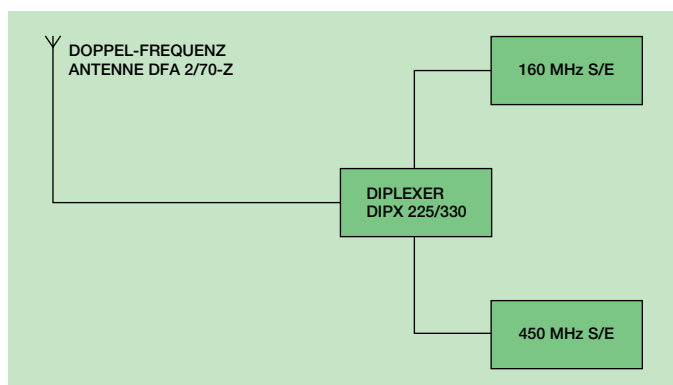 DOPPEL-FREQUENZ
ANTENNE DFA 2/70-Z
160 MHz S/E
DIPLEXER
DIPX 225/330
450 MHz S/E